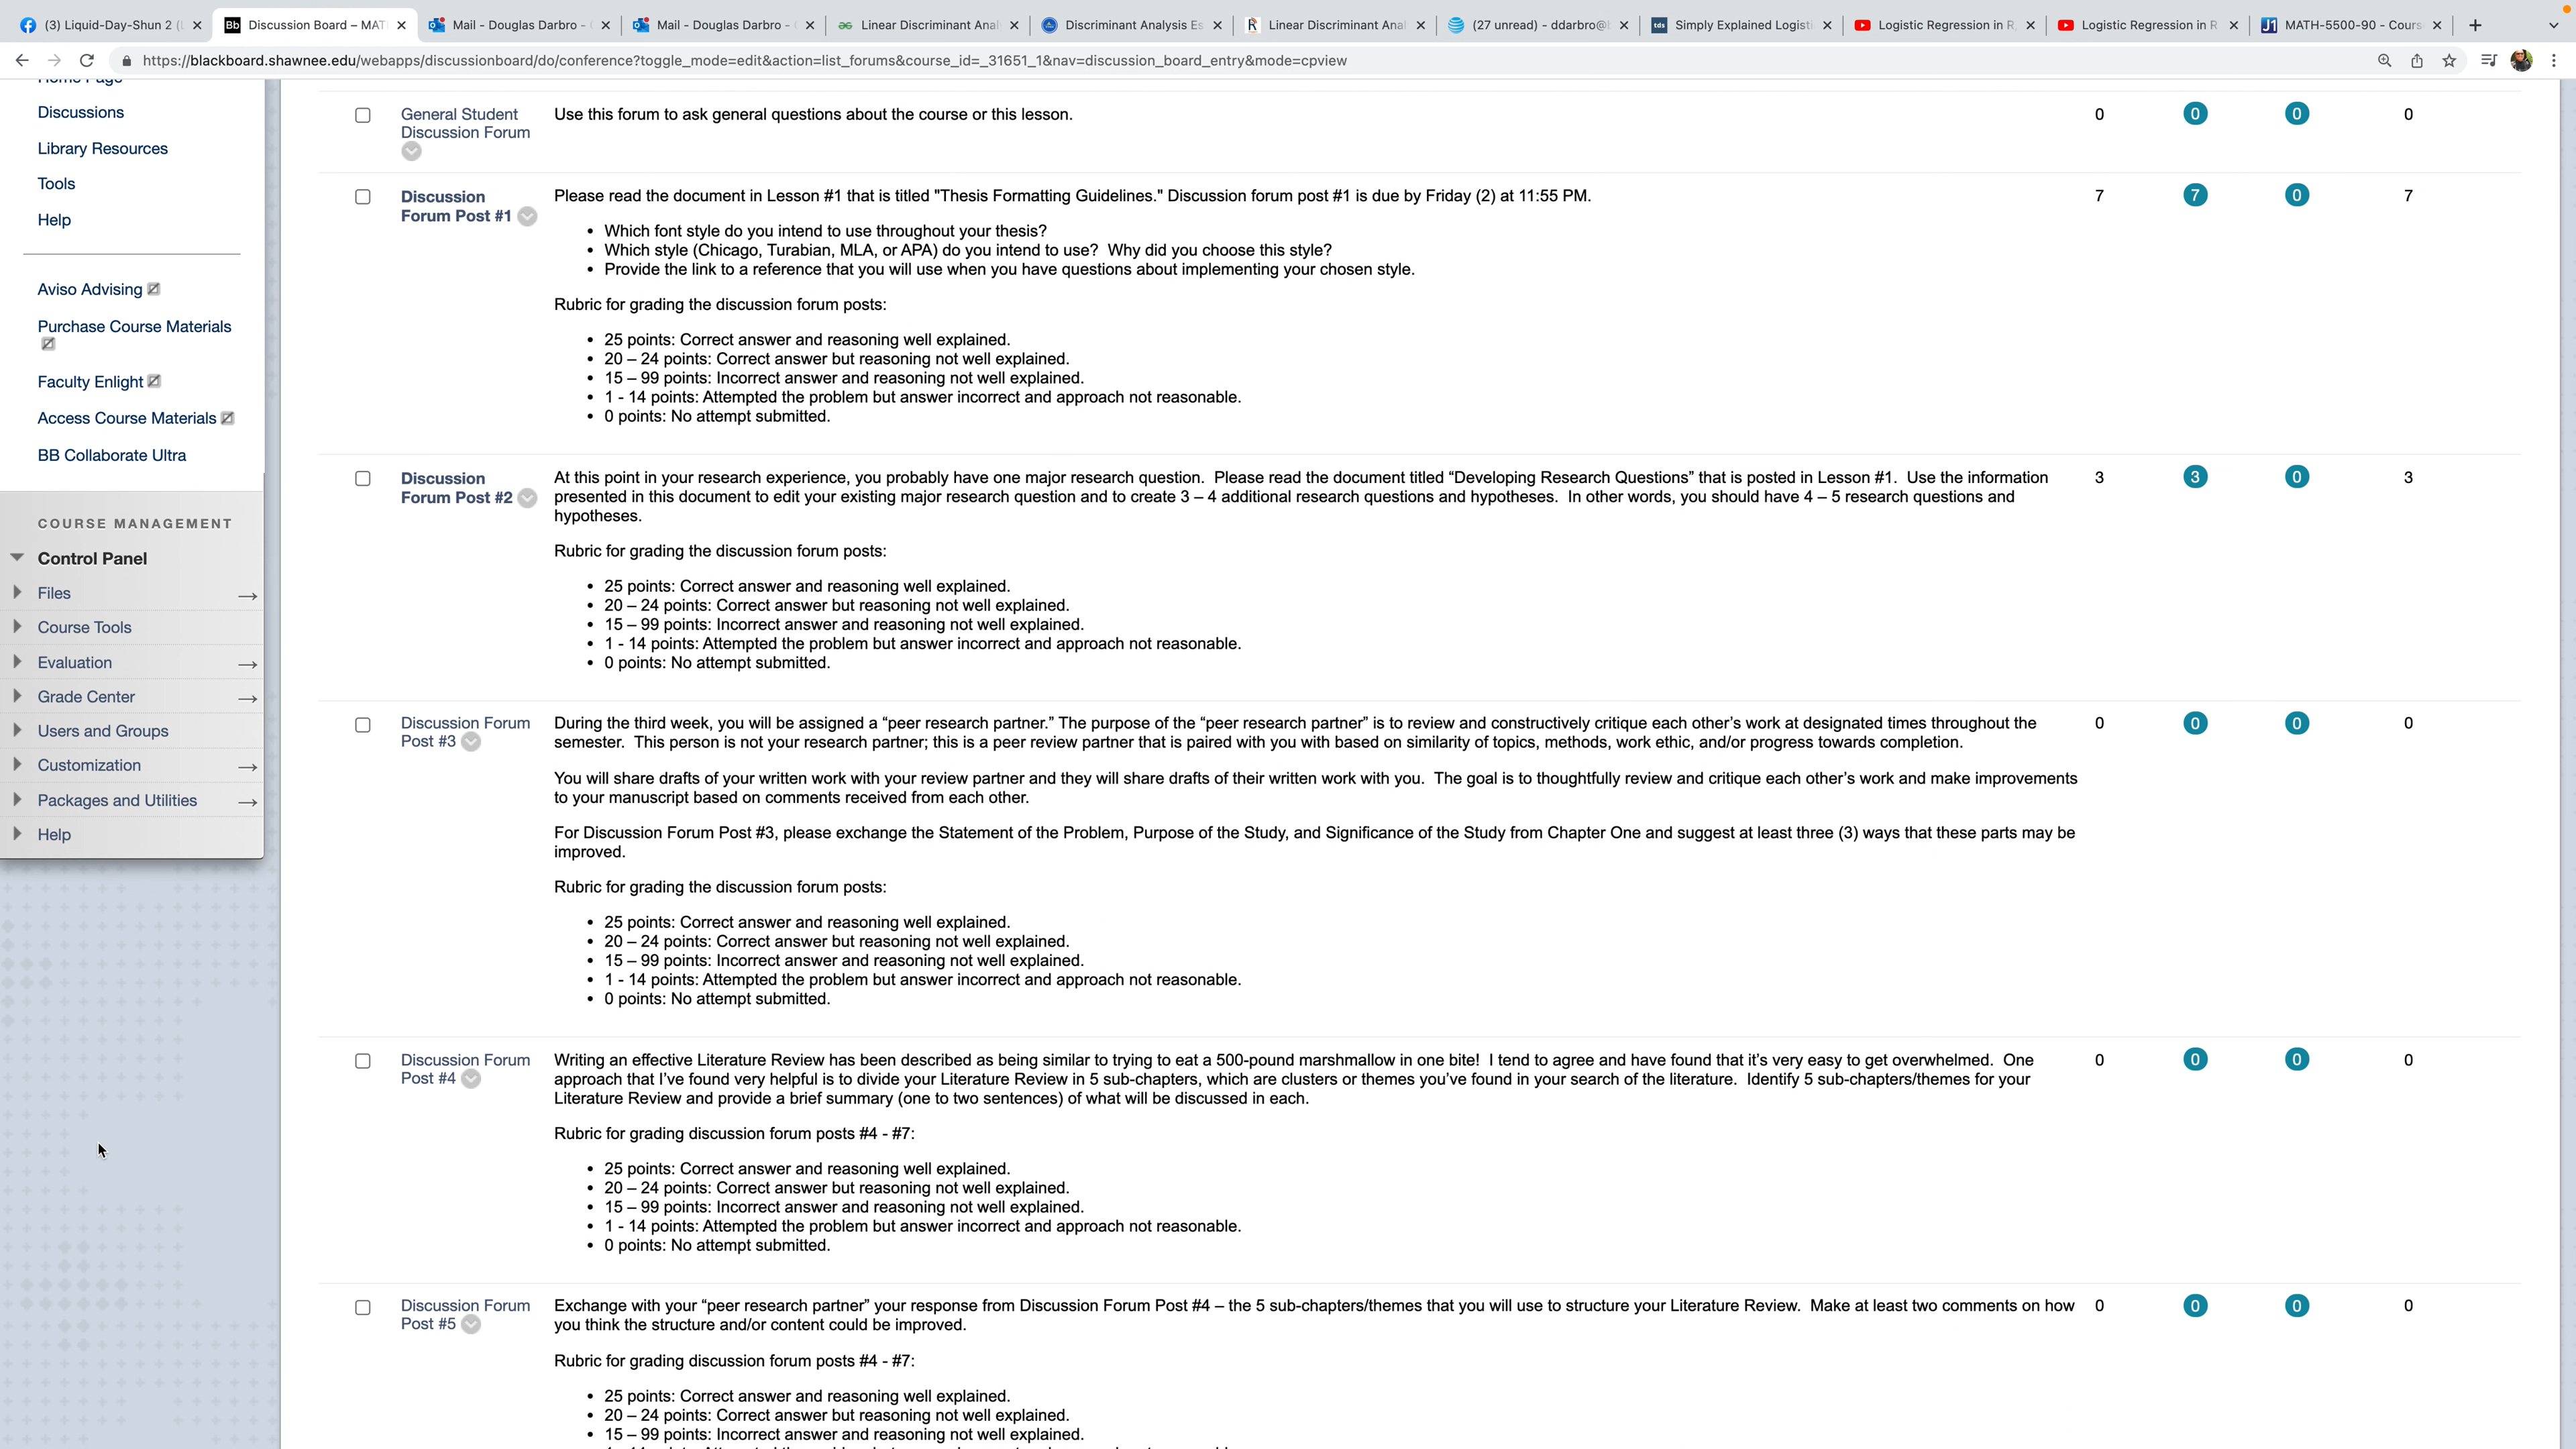 (3) Liquid-Day-Shun 2 (L
Discussion Board – MAT
Mail - Douglas Darbro -
Mail - Douglas Darbro -
Linear Discriminant Anal
Discriminant Analysis Es
Linear Discriminant Anal
(27 unread) - ddarbro@
Simply Explained Logisti
Logistic Regression in R
Logistic Regression in R
MATH-5500-90 - Cours
https://blackboard.shawnee.edu/webapps/discussionboard/do/conference?toggle_mode=edit&action=list_forums&course_id=_31651_1&nav=discussion_board_entry&mode=cpview
Home Page
Discussions
Library Resources
Tools
Help
Aviso Advising
Purchase Course Materials
Faculty Enlight
Access Course Materials
BB Collaborate Ultra
COURSE MANAGEMENT
Control Panel
Files
Course Tools
Evaluation
Grade Center
Users and Groups
Customization
Packages and Utilities
Help
General Student
Discussion Forum
Use this forum to ask general questions about the course or this lesson.
0 0 0 0
Discussion
Forum Post #1
Please read the document in Lesson #1 that is titled "Thesis Formatting Guidelines." Discussion forum post #1 is due by Friday (2) at 11:55 PM.
7 7 0 7
• Which font style do you intend to use throughout your thesis?
• Which style (Chicago, Turabian, MLA, or APA) do you intend to use?  Why did you choose this style?
• Provide the link to a reference that you will use when you have questions about implementing your chosen style.
Rubric for grading the discussion forum posts:
• 25 points: Correct answer and reasoning well explained.
• 20 – 24 points: Correct answer but reasoning not well explained.
• 15 – 99 points: Incorrect answer and reasoning not well explained.
• 1 - 14 points: Attempted the problem but answer incorrect and approach not reasonable.
• 0 points: No attempt submitted.
Discussion
Forum Post #2
At this point in your research experience, you probably have one major research question.  Please read the document titled “Developing Research Questions” that is posted in Lesson #1.  Use the information
presented in this document to edit your existing major research question and to create 3 – 4 additional research questions and hypotheses.  In other words, you should have 4 – 5 research questions and
hypotheses.
3 3 0 3
Rubric for grading the discussion forum posts:
• 25 points: Correct answer and reasoning well explained.
• 20 – 24 points: Correct answer but reasoning not well explained.
• 15 – 99 points: Incorrect answer and reasoning not well explained.
• 1 - 14 points: Attempted the problem but answer incorrect and approach not reasonable.
• 0 points: No attempt submitted.
Discussion Forum
Post #3
During the third week, you will be assigned a “peer research partner.” The purpose of the “peer research partner” is to review and constructively critique each other’s work at designated times throughout the
semester.  This person is not your research partner; this is a peer review partner that is paired with you with based on similarity of topics, methods, work ethic, and/or progress towards completion.
0 0 0 0
You will share drafts of your written work with your review partner and they will share drafts of their written work with you.  The goal is to thoughtfully review and critique each other’s work and make improvements
to your manuscript based on comments received from each other.
For Discussion Forum Post #3, please exchange the Statement of the Problem, Purpose of the Study, and Significance of the Study from Chapter One and suggest at least three (3) ways that these parts may be
improved.
Rubric for grading the discussion forum posts:
• 25 points: Correct answer and reasoning well explained.
• 20 – 24 points: Correct answer but reasoning not well explained.
• 15 – 99 points: Incorrect answer and reasoning not well explained.
• 1 - 14 points: Attempted the problem but answer incorrect and approach not reasonable.
• 0 points: No attempt submitted.
Discussion Forum
Post #4
Writing an effective Literature Review has been described as being similar to trying to eat a 500-pound marshmallow in one bite!  I tend to agree and have found that it’s very easy to get overwhelmed.  One
approach that I’ve found very helpful is to divide your Literature Review in 5 sub-chapters, which are clusters or themes you’ve found in your search of the literature.  Identify 5 sub-chapters/themes for your
Literature Review and provide a brief summary (one to two sentences) of what will be discussed in each.
0 0 0 0
Rubric for grading discussion forum posts #4 - #7:
• 25 points: Correct answer and reasoning well explained.
• 20 – 24 points: Correct answer but reasoning not well explained.
• 15 – 99 points: Incorrect answer and reasoning not well explained.
• 1 - 14 points: Attempted the problem but answer incorrect and approach not reasonable.
• 0 points: No attempt submitted.
Discussion Forum
Post #5
Exchange with your “peer research partner” your response from Discussion Forum Post #4 – the 5 sub-chapters/themes that you will use to structure your Literature Review.  Make at least two comments on how
you think the structure and/or content could be improved.
0 0 0 0
Rubric for grading discussion forum posts #4 - #7:
• 25 points: Correct answer and reasoning well explained.
• 20 – 24 points: Correct answer but reasoning not well explained.
• 15 – 99 points: Incorrect answer and reasoning not well explained.